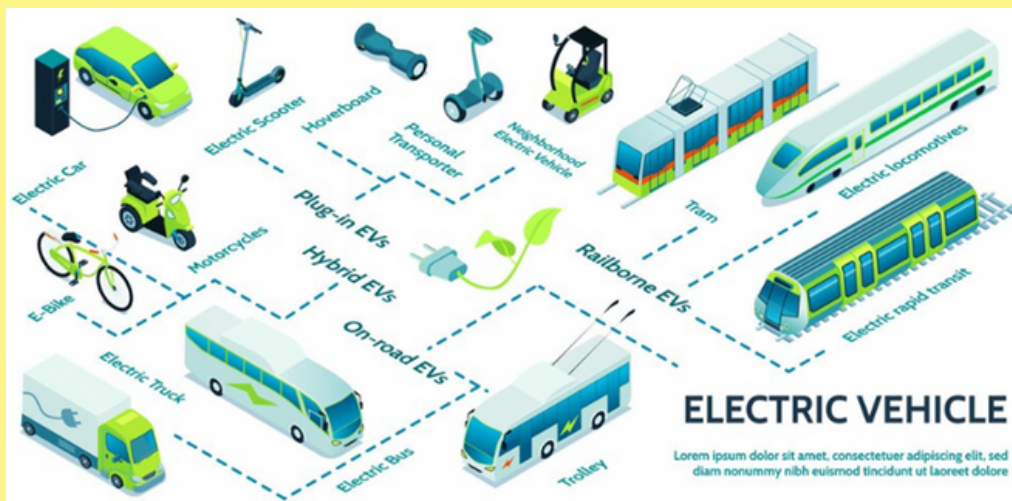 Electric Scooter
Hoverboard
Personal
Transporter
Neighborhood
Electric Vehicle
Electric Car
Motorcycles
E-Bike
Plug-in EVs
Hybrid EVs
On-road EVs
Railborne EVs
Tram
Electric locomotives
Electric rapid transit
Electric Truck
Electric Bus
Trolley
ELECTRIC VEHICLE
Lorem ipsum dolor sit amet, consectetuer adipiscing elit, sed
diam nonummy nibh euismod tincidunt ut laoreet dolore